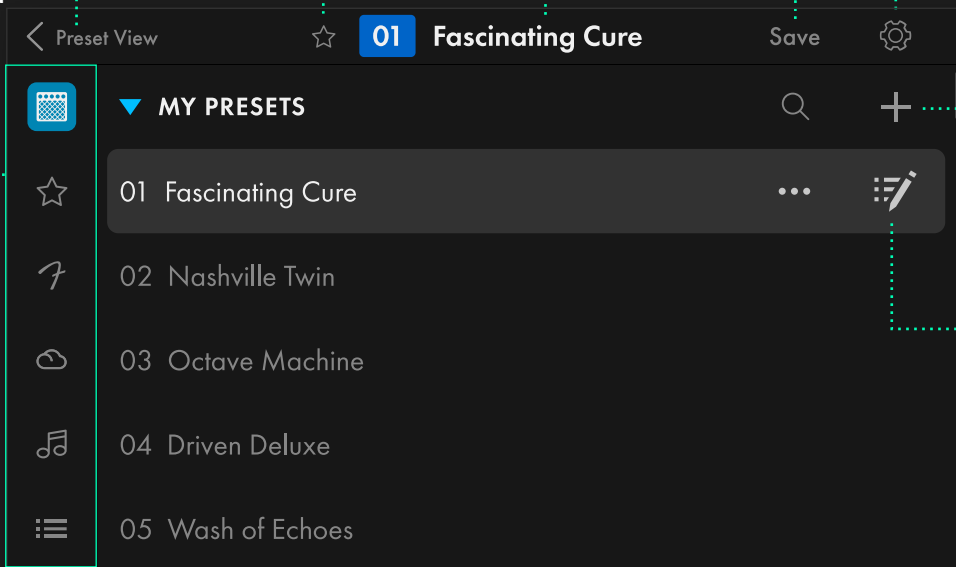 Preset View
01 Fascinating Cure
Save
MY PRESETS
01 Fascinating Cure
02 Nashville Twin
03 Octave Machine
04 Driven Deluxe
05 Wash of Echoes